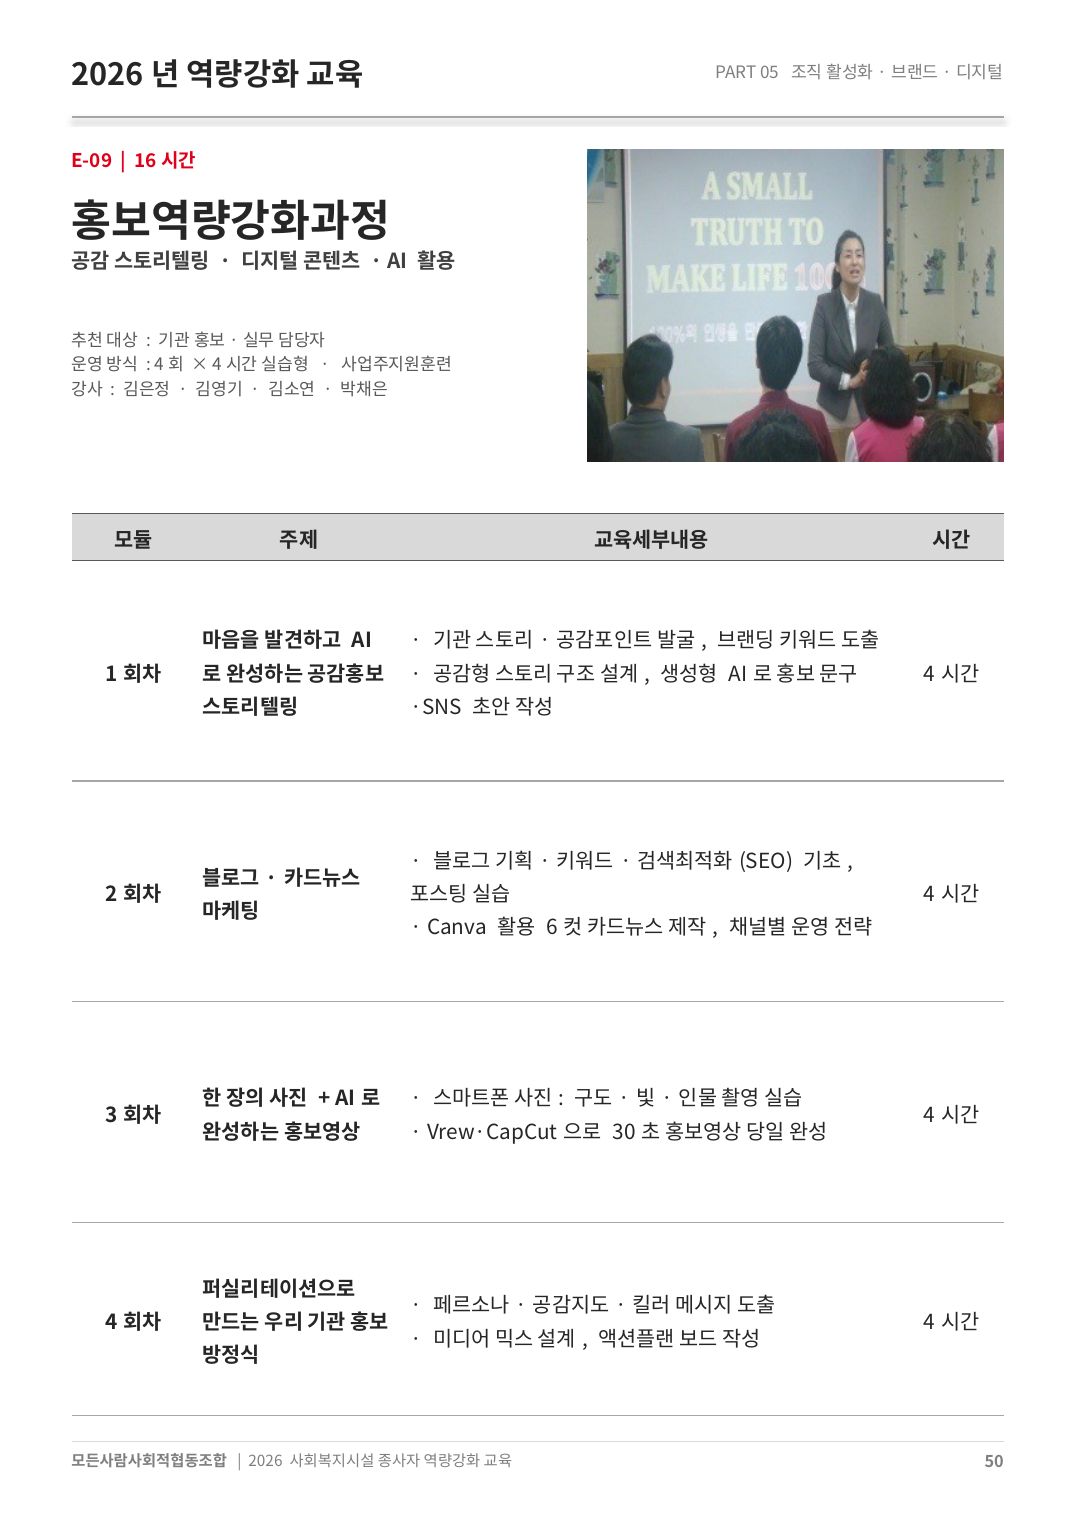 2026 년 역량강화 교육
PART 05 조직 활성화 · 브랜드 · 디지털
E-09 | 16 시간
홍보역량강화과정
공감 스토리텔링 · 디지털 콘텐츠 · AI 활용
추천 대상 : 기관 홍보 · 실무 담당자
운영 방식 : 4 회 × 4 시간 실습형 · 사업주지원훈련
강사 : 김은정 · 김영기 · 김소연 · 박채은
A SMALL
TRUTH TO
MAKE LIFE 100
100%의 인생을
모듈 주제 교육세부내용 시간
1 회차
마음을 발견하고 AI
로 완성하는 공감홍보
스토리텔링
· 기관 스토리 · 공감포인트 발굴 , 브랜딩 키워드 도출
· 공감형 스토리 구조 설계 , 생성형 AI 로 홍보 문구
· SNS 초안 작성
4 시간
2 회차
블로그 · 카드뉴스
마케팅
· 블로그 기획 · 키워드 · 검색최적화 (SEO) 기초 ,
포스팅 실습
· Canva 활용 6 컷 카드뉴스 제작 , 채널별 운영 전략
4 시간
3 회차
한 장의 사진 + AI 로
완성하는 홍보영상
· 스마트폰 사진 : 구도 · 빛 · 인물 촬영 실습
· Vrew·CapCut 으로 30 초 홍보영상 당일 완성
4 시간
4 회차
퍼실리테이션으로
만드는 우리 기관 홍보
방정식
· 페르소나 · 공감지도 · 킬러 메시지 도출
· 미디어 믹스 설계 , 액션플랜 보드 작성
4 시간
모든사람사회적협동조합 | 2026 사회복지시설 종사자 역량강화 교육
50